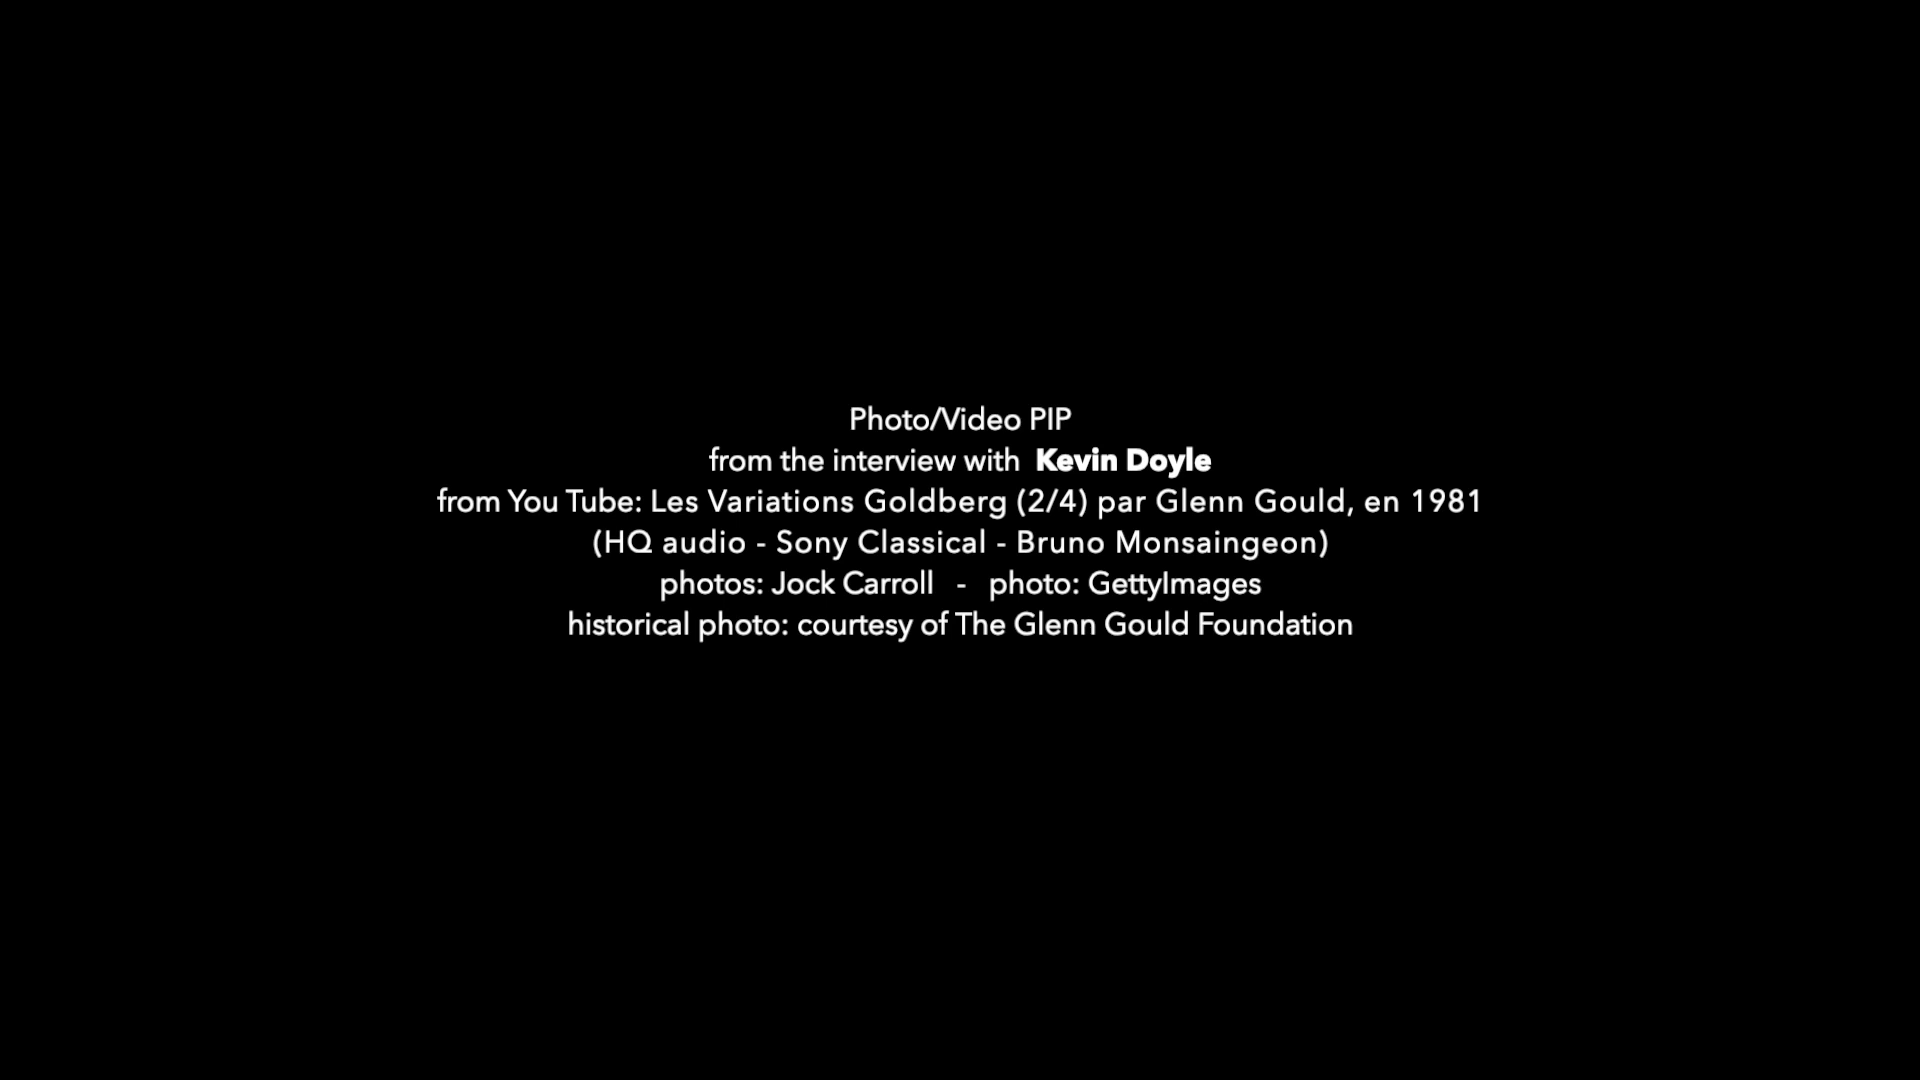 Photo/Video PIP
from the interview with Kevin Doyle
from You Tube: Les Variations Goldberg (2/4) par Glenn Gould, en 1981
(HQ audio - Sony Classical - Bruno Monsaingeon)
photos: Jock Carroll - photo: GettyImages
historical photo: courtesy of The Glenn Gould Foundation